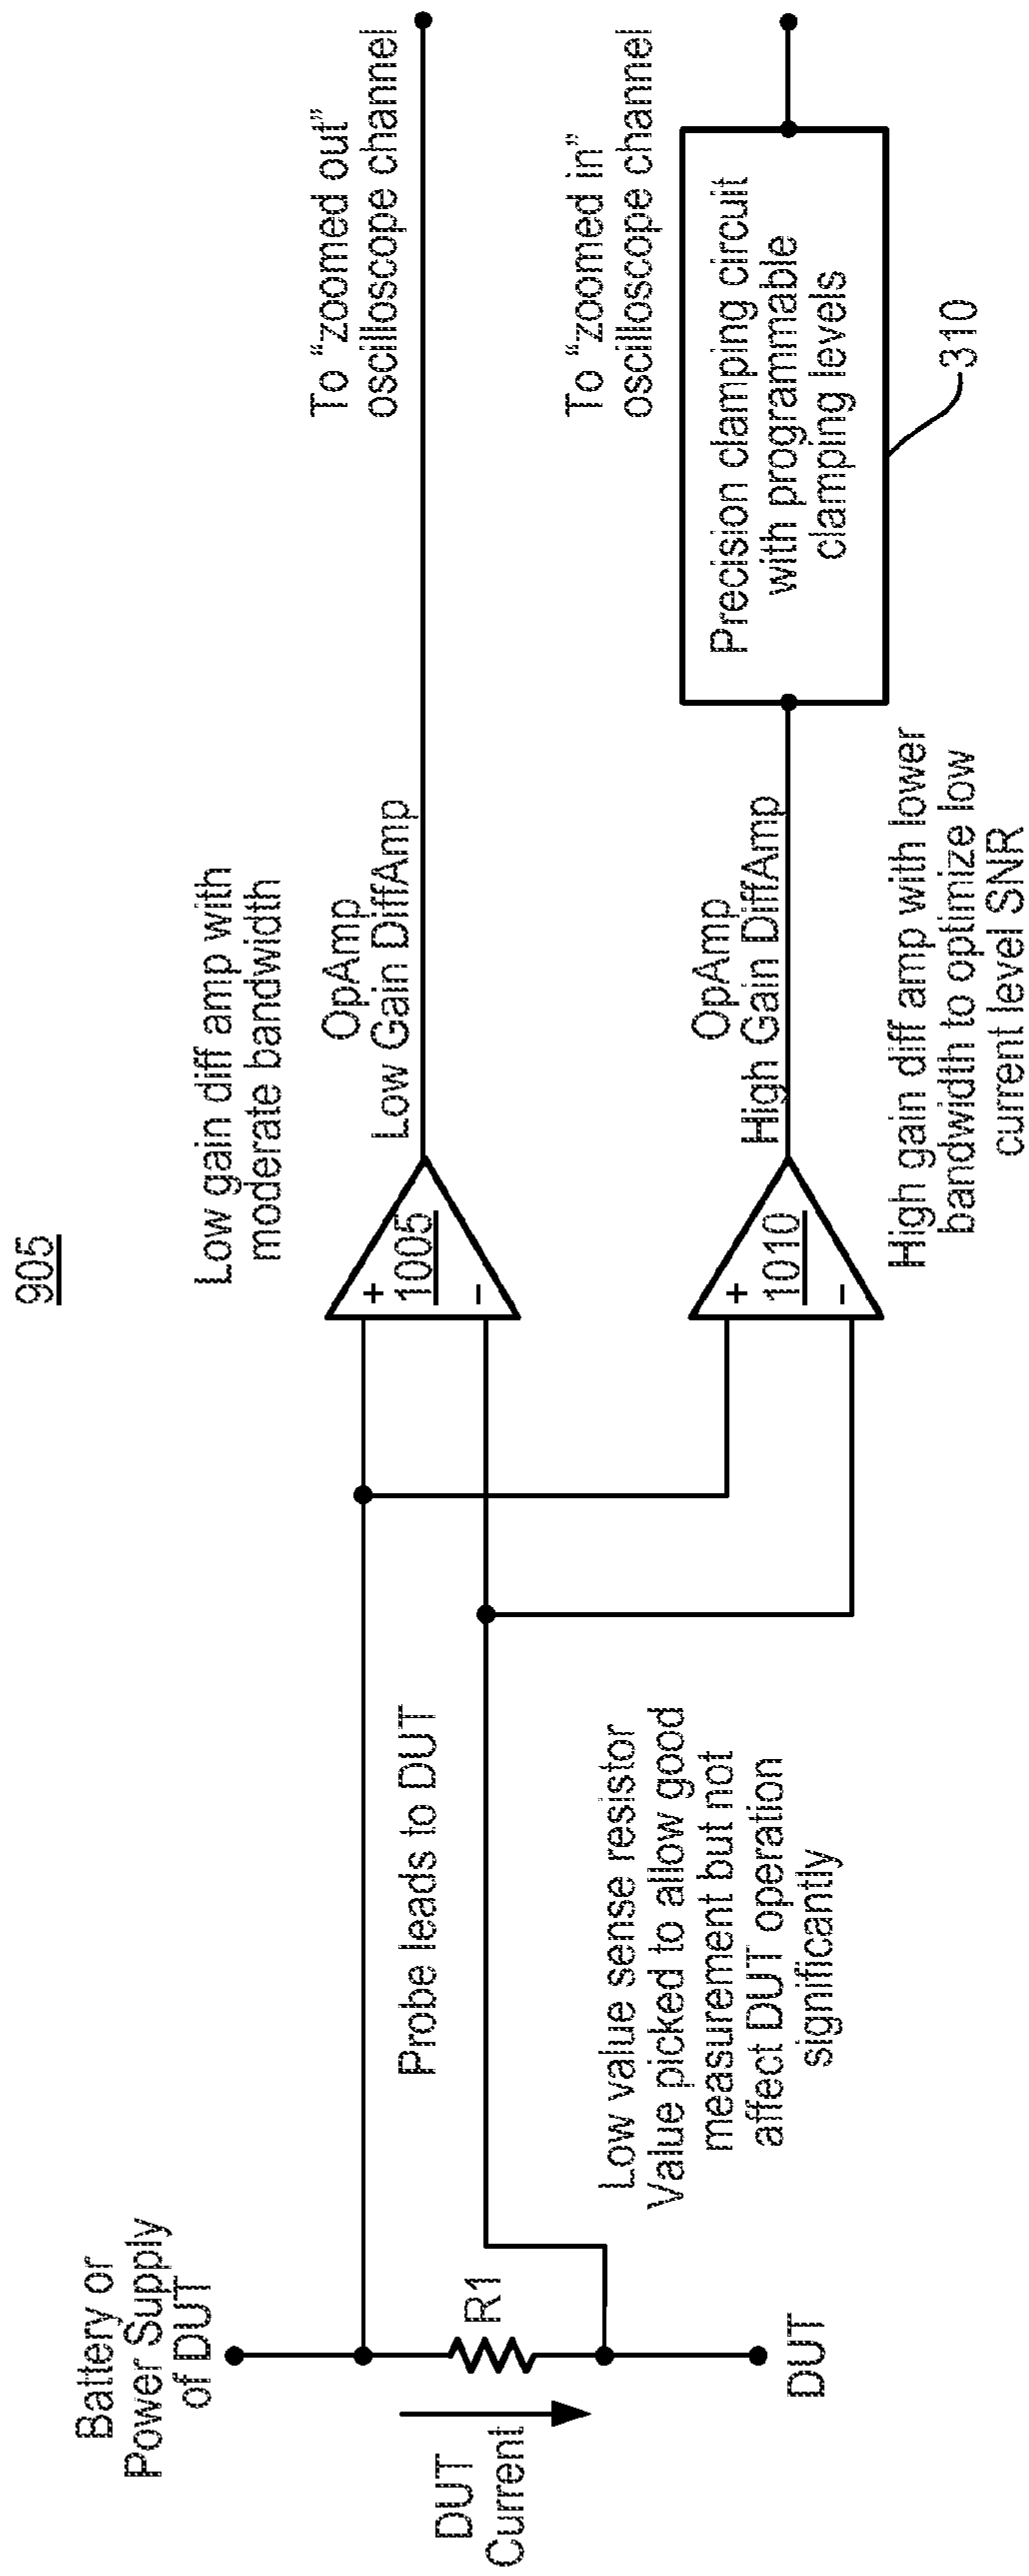 905
Battery or
Power Supply
of DUT
DUT
Current
R1
DUT
Probe leads to DUT
Low value sense resistor
Value picked to allow good
measurement but not
affect DUT operation
significantly
Low gain diff amp with
moderate bandwidth
OpAmp
Low Gain DiffAmp
+
1005
−
To “zoomed out”
oscilloscope channel
OpAmp
High Gain DiffAmp
+
1010
−
High gain diff amp with lower
bandwidth to optimize low
current level SNR
To “zoomed in”
oscilloscope channel
Precision clamping circuit
with programmable
clamping levels
310